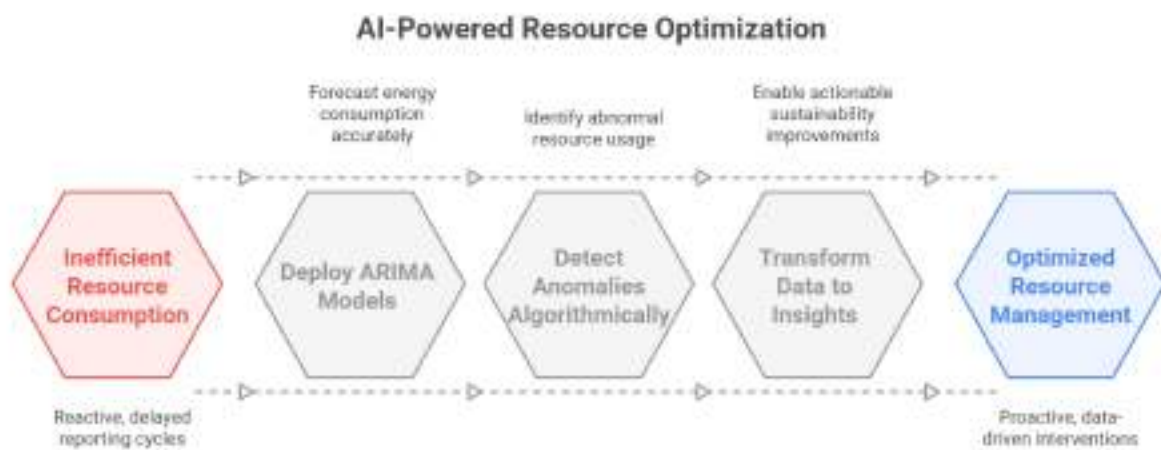 AI-Powered Resource Optimization
Forecast energy
consumption
accurately
Identify abnormal
resource usage
Enable actionable
sustainability
improvements
Inefficient
Resource
Consumption
Deploy ARIMA
Models
Detect
Anomalies
Algorithmically
Transform
Data to
Insights
Optimized
Resource
Management
Reactive, delayed
reporting cycles
Proactive, data-
driven interventions